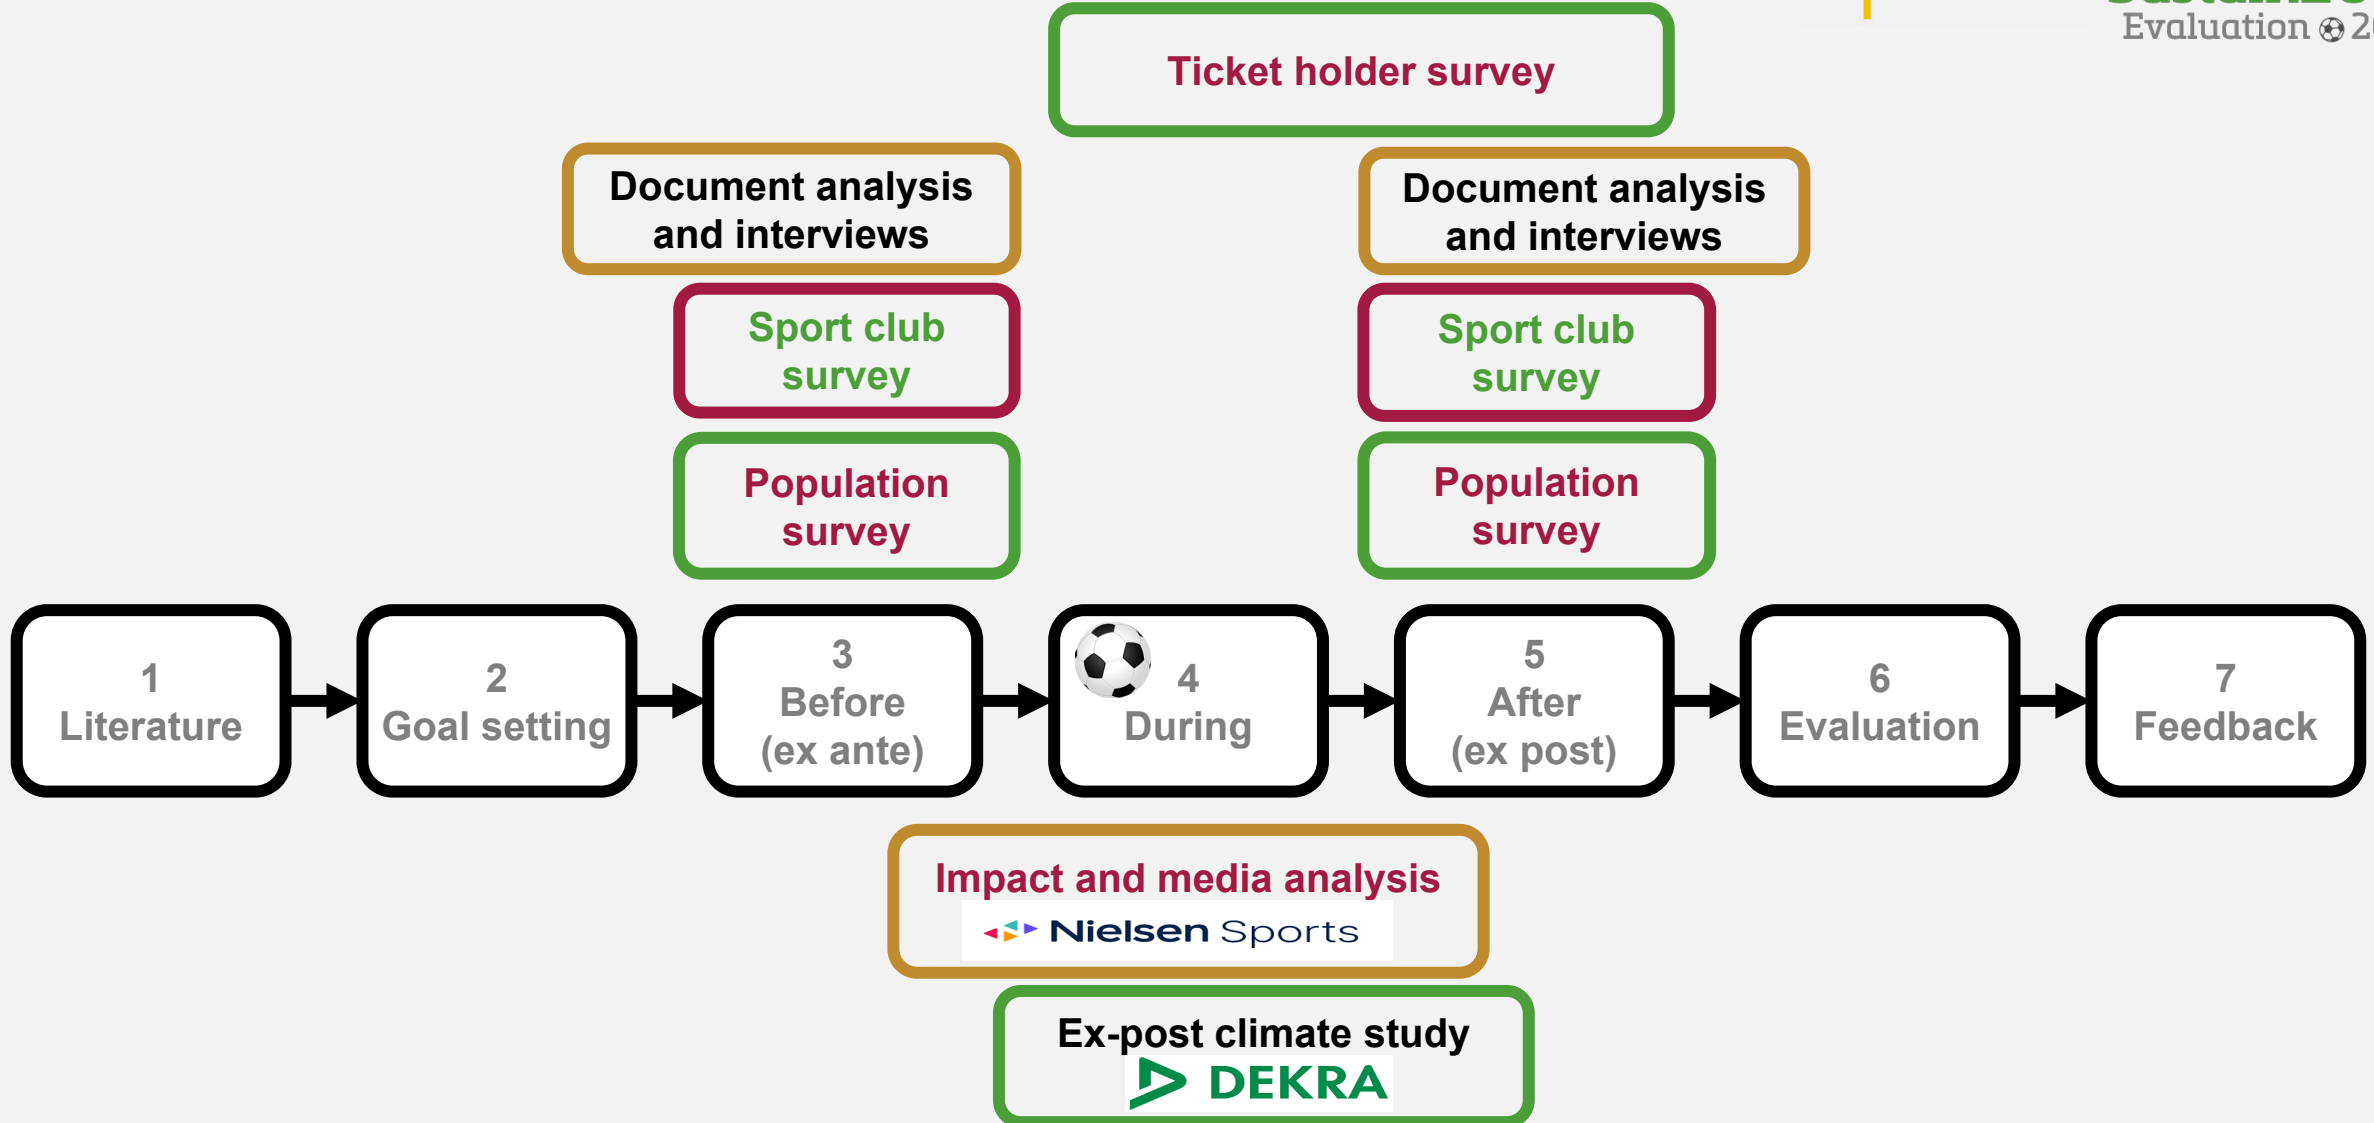 Evaluation
Ticket holder survey
Document analysis
and interviews
Document analysis
and interviews
Sport club
survey
Sport club
survey
Population
survey
Population
survey
1
Literature
2
Goal setting
3
Before
(ex ante)
4
During
5
After
(ex post)
6
Evaluation
7
Feedback
Impact and media analysis
Nielsen Sports
Ex-post climate study
DEKRA